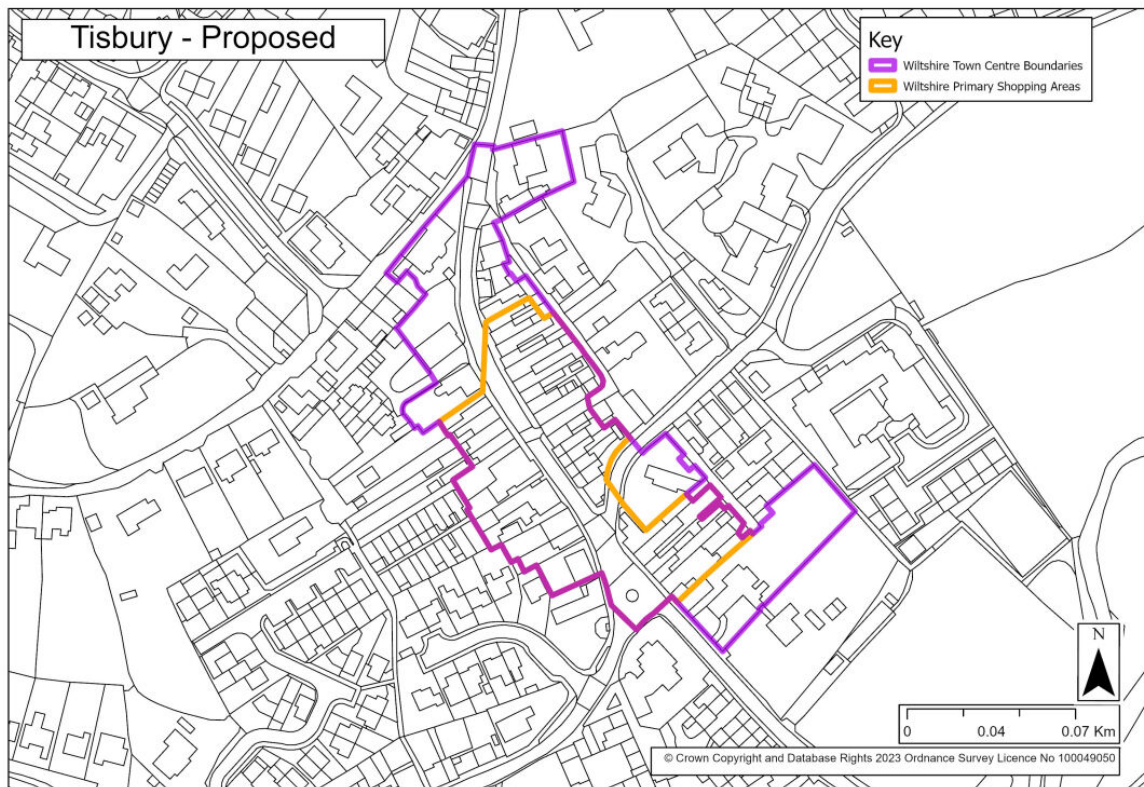 Tisbury - Proposed
Key
Wiltshire Town Centre Boundaries
Wiltshire Primary Shopping Areas
N
0 0.04 0.07 Km
© Crown Copyright and Database Rights 2023 Ordnance Survey Licence No 100049050